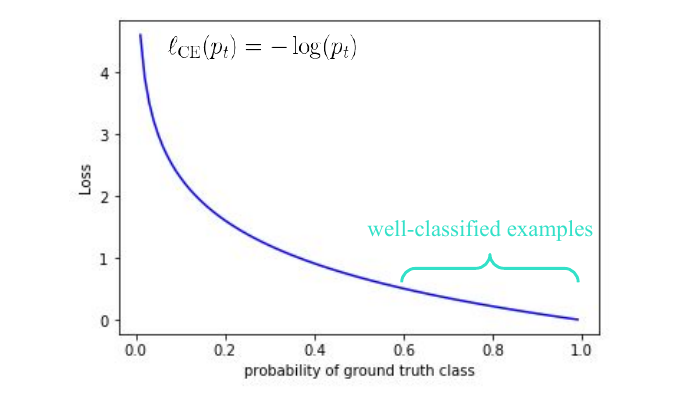 ℓ_CE(p_t) = − log(p_t)
4
3
2
1
0
Loss
well-classified examples
0.0 0.2 0.4 0.6 0.8 1.0
probability of ground truth class